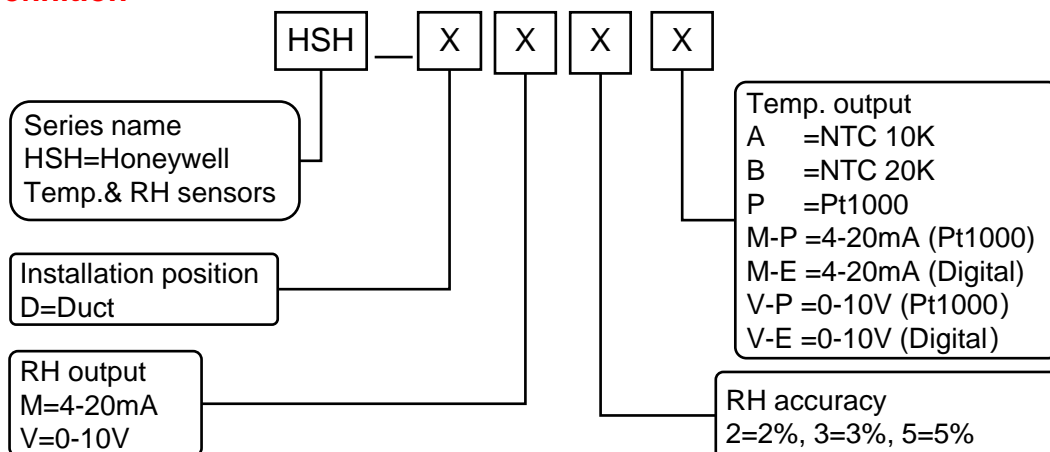 HSH _ X X X X
Series name
HSH=Honeywell
Temp.& RH sensors
Installation position
D=Duct
RH output
M=4-20mA
V=0-10V
Temp. output
A =NTC 10K
B =NTC 20K
P =Pt1000
M-P =4-20mA (Pt1000)
M-E =4-20mA (Digital)
V-P =0-10V (Pt1000)
V-E =0-10V (Digital)
RH accuracy
2=2%, 3=3%, 5=5%